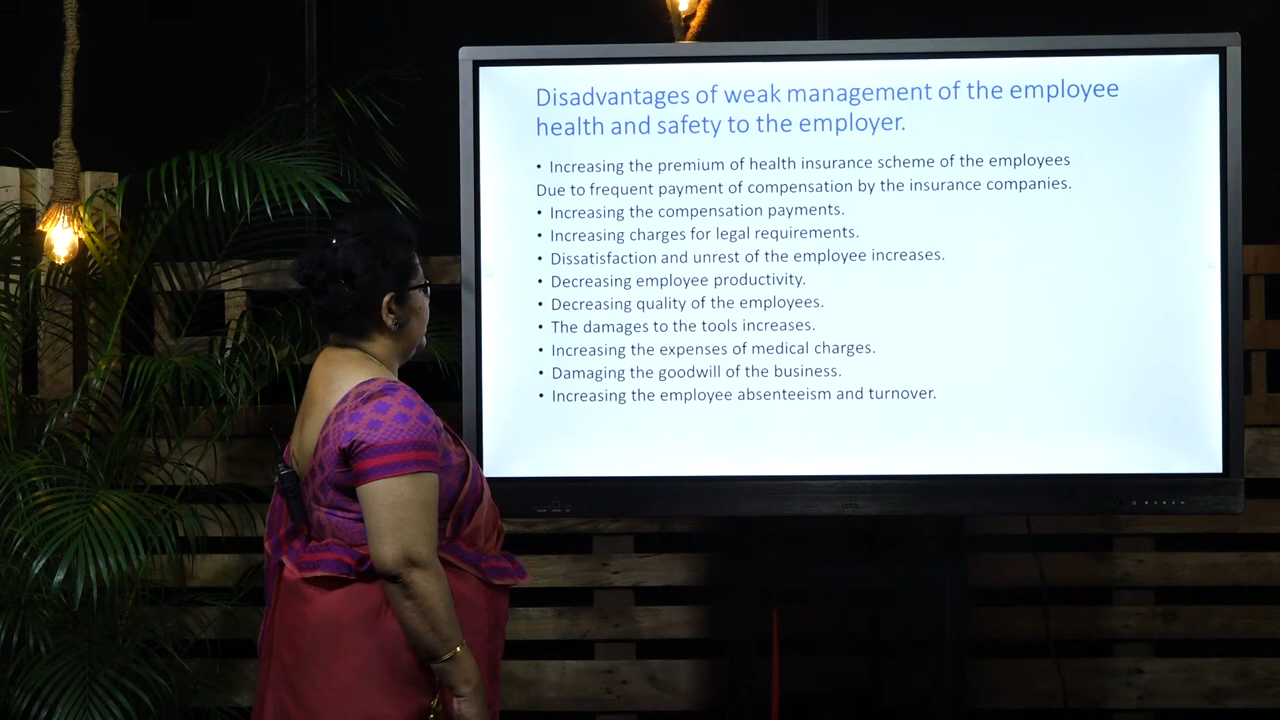 Disadvantages of weak management of the employee
health and safety to the employer.
• Increasing the premium of health insurance scheme of the employees
Due to frequent payment of compensation by the insurance companies.
• Increasing the compensation payments.
• Increasing charges for legal requirements.
• Dissatisfaction and unrest of the employee increases.
• Decreasing employee productivity.
• Decreasing quality of the employees.
• The damages to the tools increases.
• Increasing the expenses of medical charges.
• Damaging the goodwill of the business.
• Increasing the employee absenteeism and turnover.